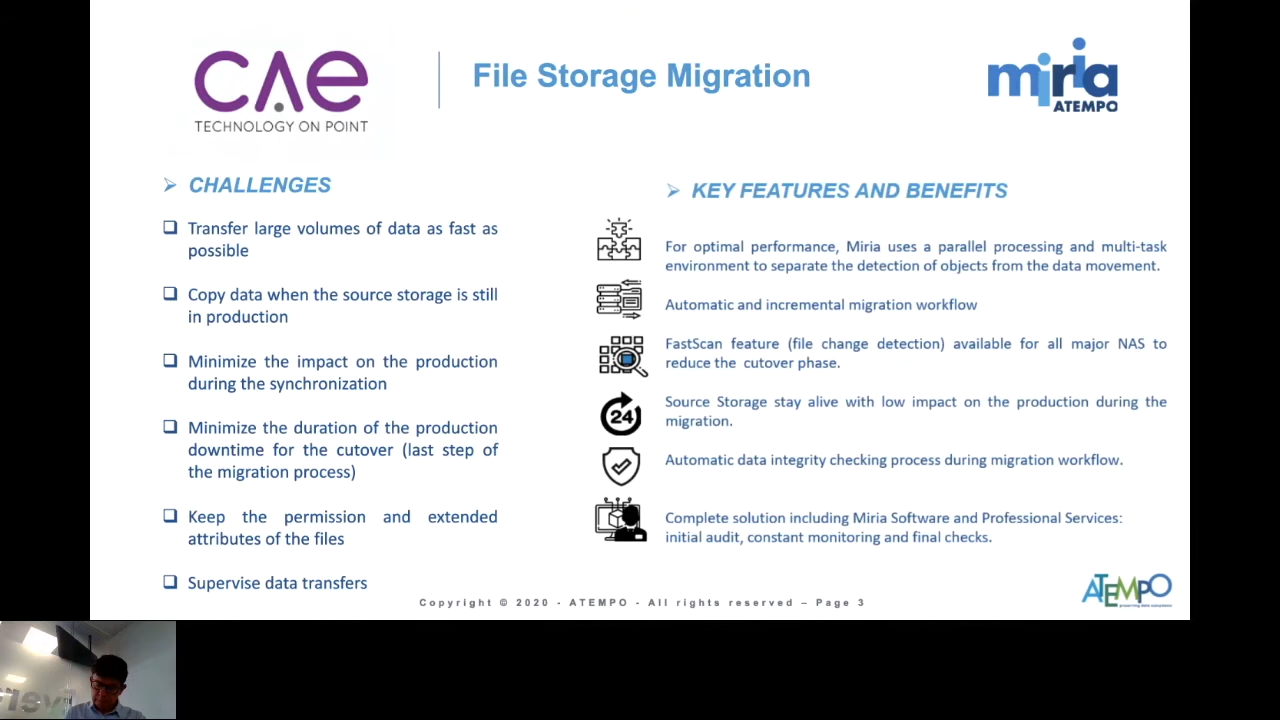 cae
TECHNOLOGY ON POINT
File Storage Migration
miria
ATEMPO
CHALLENGES
Transfer large volumes of data as fast as
possible
Copy data when the source storage is still
in production
Minimize the impact on the production
during the synchronization
Minimize the duration of the production
downtime for the cutover (last step of
the migration process)
Keep the permission and extended
attributes of the files
Supervise data transfers
KEY FEATURES AND BENEFITS
For optimal performance, Miria uses a parallel processing and multi-task
environment to separate the detection of objects from the data movement.
Automatic and incremental migration workflow
FastScan feature (file change detection) available for all major NAS to
reduce the cutover phase.
24
Source Storage stay alive with low impact on the production during the
migration.
Automatic data integrity checking process during migration workflow.
Complete solution including Miria Software and Professional Services:
initial audit, constant monitoring and final checks.
ATEMPO
Copyright © 2020 - ATEMPO - All rights reserved – Page 3